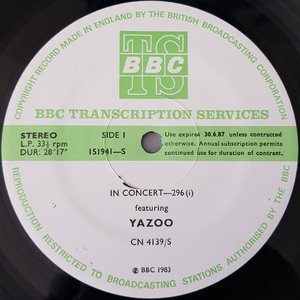 COPYRIGHT RECORD MADE IN ENGLAND BY THE BRITISH BROADCASTING CORPORATION
TS
BBC
BBC TRANSCRIPTION SERVICES
STEREO
L.P. 33⅓ rpm
DUR: 28'17"
SIDE 1
151941—S
Use expires 30.6.87 unless contracted
otherwise. Annual subscription permits
continued use for duration of contract.
IN CONCERT—296 (i)
featuring
YAZOO
CN 4139/S
℗ BBC 1983
REPRODUCTION RESTRICTED TO BROADCASTING STATIONS AUTHORISED BY THE BBC